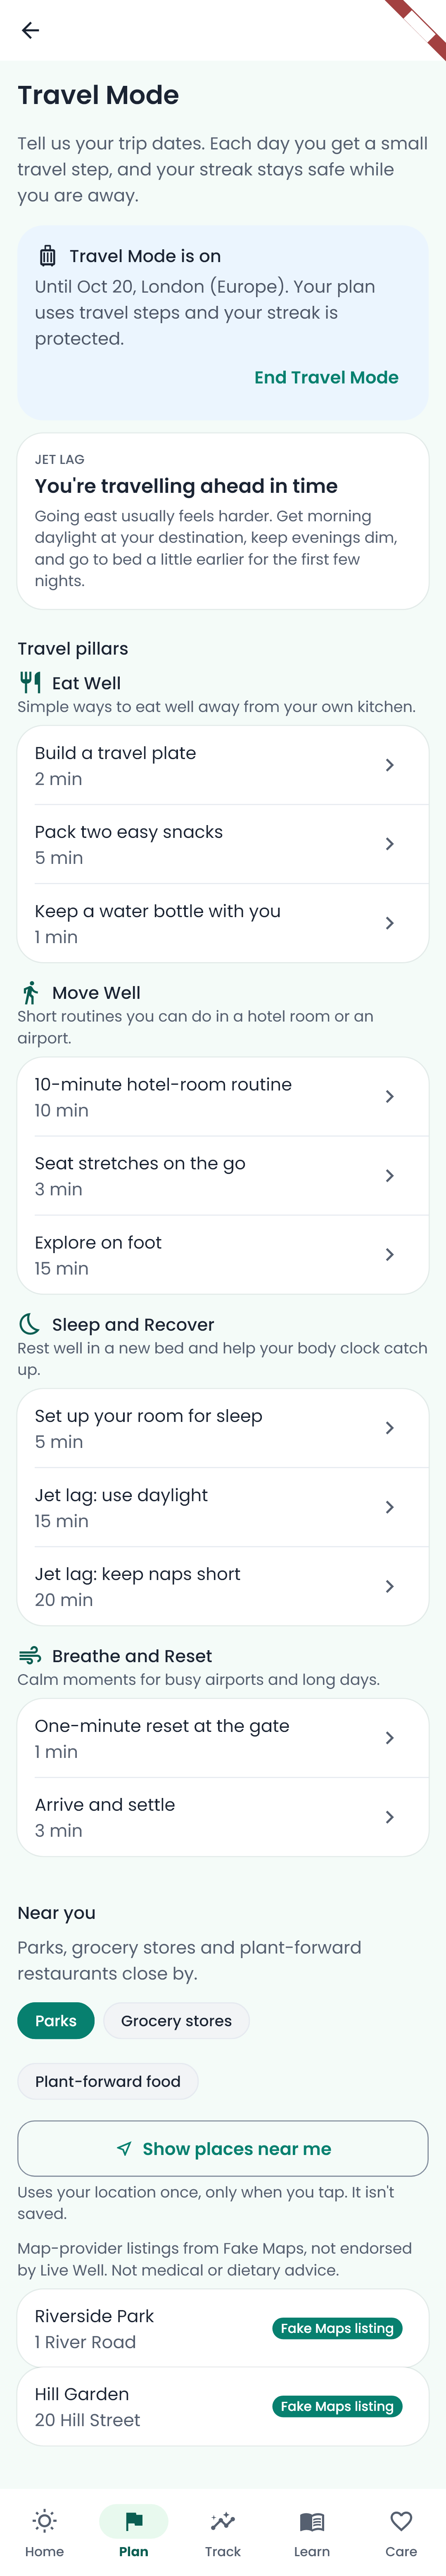 Travel Mode
Tell us your trip dates. Each day you get a small
travel step, and your streak stays safe while
you are away.
Travel Mode is on
Until Oct 20, London (Europe). Your plan
uses travel steps and your streak is
protected.
End Travel Mode
JET LAG
You're travelling ahead in time
Going east usually feels harder. Get morning
daylight at your destination, keep evenings dim,
and go to bed a little earlier for the first few
nights.
Travel pillars
Eat Well
Simple ways to eat well away from your own kitchen.
Build a travel plate
2 min
Pack two easy snacks
5 min
Keep a water bottle with you
1 min
Move Well
Short routines you can do in a hotel room or an
airport.
10-minute hotel-room routine
10 min
Seat stretches on the go
3 min
Explore on foot
15 min
Sleep and Recover
Rest well in a new bed and help your body clock catch
up.
Set up your room for sleep
5 min
Jet lag: use daylight
15 min
Jet lag: keep naps short
20 min
Breathe and Reset
Calm moments for busy airports and long days.
One-minute reset at the gate
1 min
Arrive and settle
3 min
Near you
Parks, grocery stores and plant-forward
restaurants close by.
Parks
Grocery stores
Plant-forward food
Show places near me
Uses your location once, only when you tap. It isn't
saved.
Map-provider listings from Fake Maps, not endorsed
by Live Well. Not medical or dietary advice.
Riverside Park
1 River Road
Fake Maps listing
Hill Garden
20 Hill Street
Fake Maps listing
Home
Plan
Track
Learn
Care